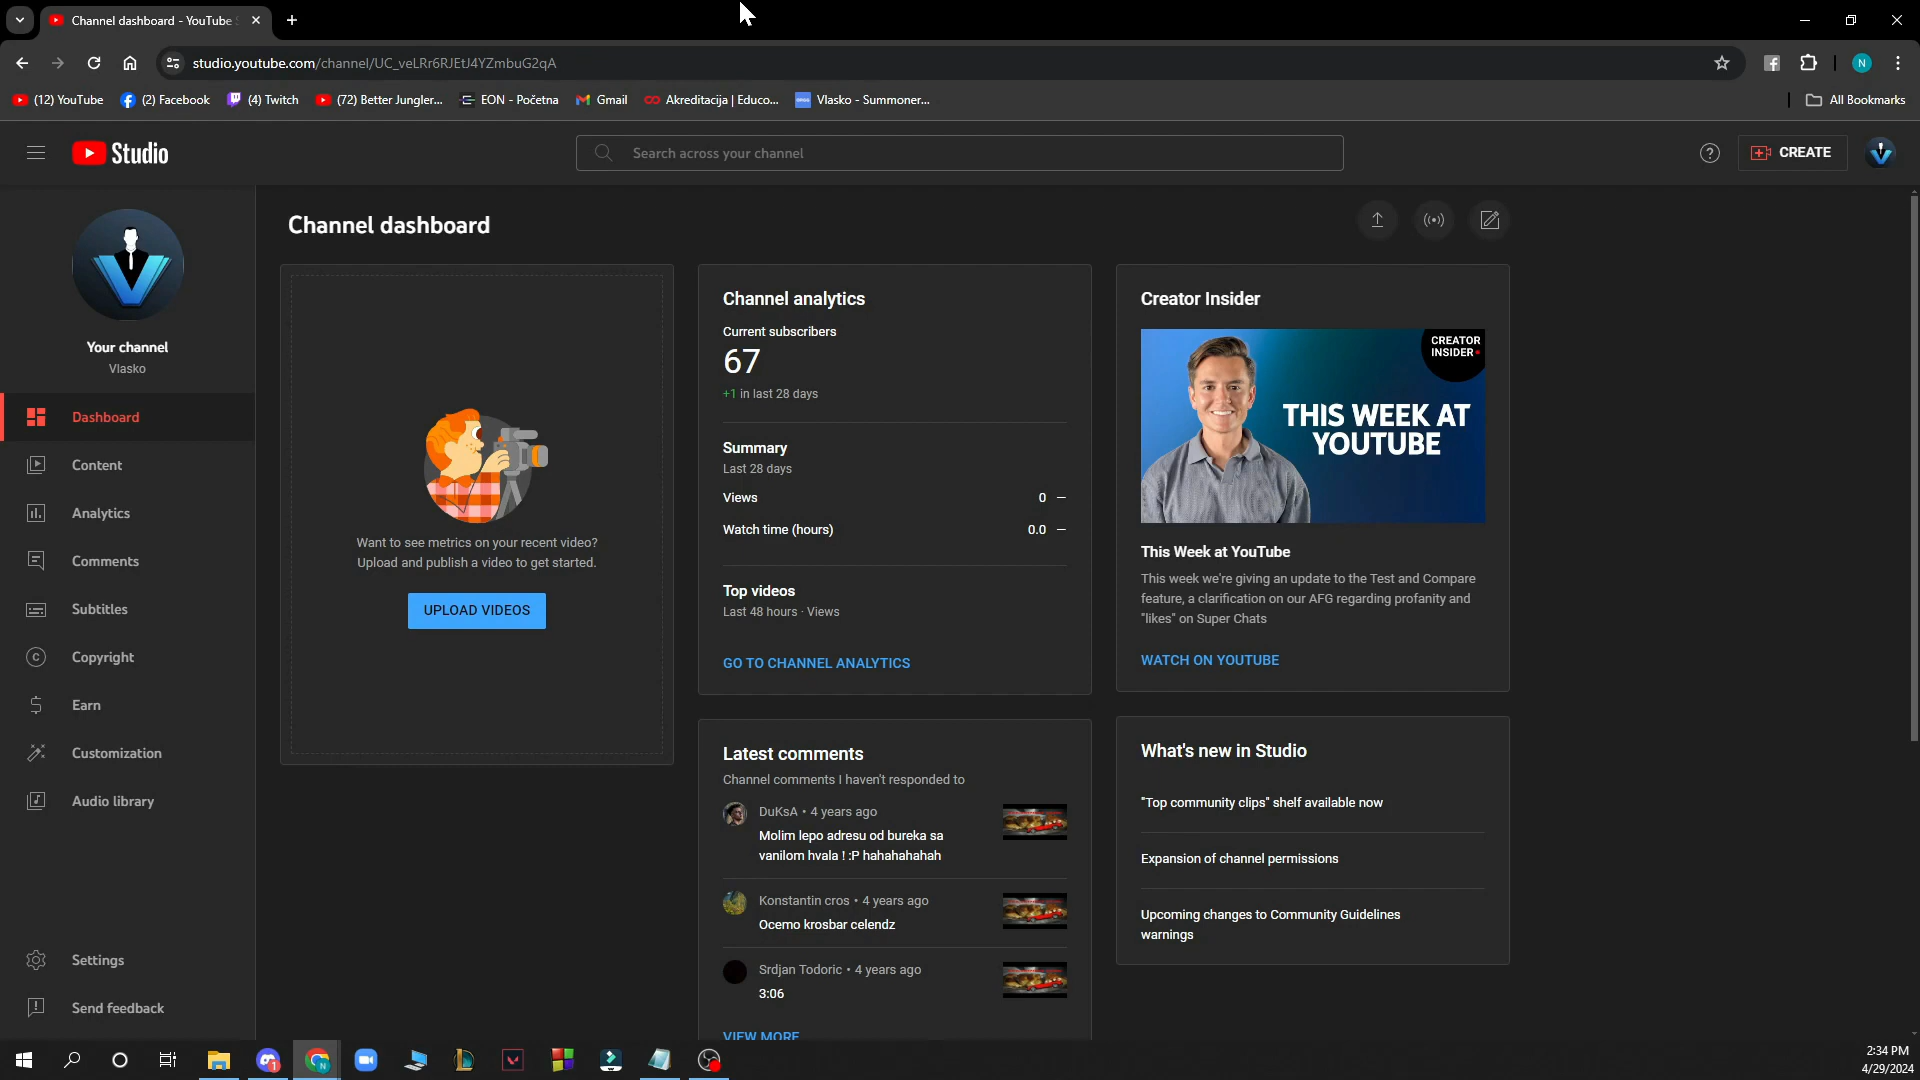 Channel dashboard - YouTube S
studio.youtube.com/channel/UC_veLRr6RJEtJ4YZmbuG2qA
N
(12) YouTube
(2) Facebook
(4) Twitch
(72) Better Jungler...
EON - Početna
Gmail
Akreditacija | Educo...
Vlasko - Summoner...
All Bookmarks
Studio
Search across your channel
CREATE
Your channel
Vlasko
Dashboard
Content
Analytics
Comments
Subtitles
Copyright
Earn
Customization
Audio library
Settings
Send feedback
Channel dashboard
Want to see metrics on your recent video?
Upload and publish a video to get started.
UPLOAD VIDEOS
Channel analytics
Current subscribers
67
+1 in last 28 days
Summary
Last 28 days
Views 0 —
Watch time (hours) 0.0 —
Top videos
Last 48 hours · Views
GO TO CHANNEL ANALYTICS
Latest comments
Channel comments I haven't responded to
DuKsA • 4 years ago
Molim lepo adresu od bureka sa
vanilom hvala ! :P hahahahahah
Konstantin cros • 4 years ago
Ocemo krosbar celendz
Srdjan Todoric • 4 years ago
3:06
VIEW MORE
Creator Insider
CREATOR
INSIDER
THIS WEEK AT
YOUTUBE
This Week at YouTube
This week we're giving an update to the Test and Compare
feature, a clarification on our AFG regarding profanity and
"likes" on Super Chats
WATCH ON YOUTUBE
What's new in Studio
"Top community clips" shelf available now
Expansion of channel permissions
Upcoming changes to Community Guidelines
warnings
2:34 PM
4/29/2024